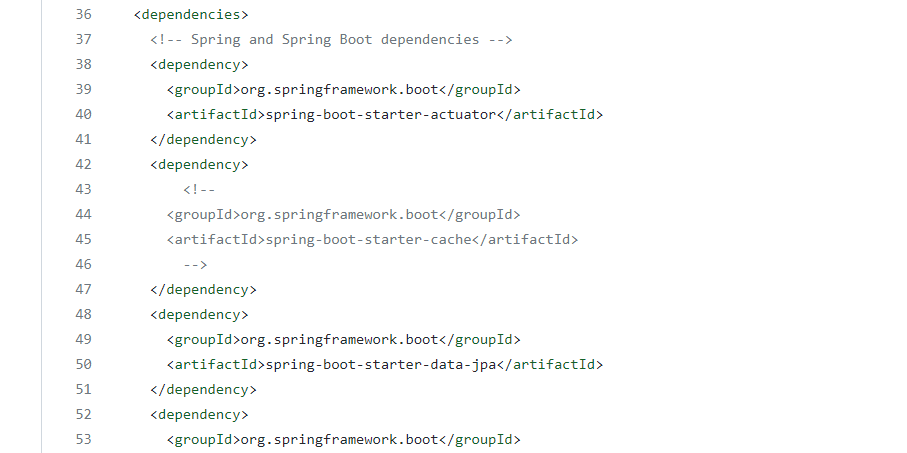 36 <dependencies>
37 <!-- Spring and Spring Boot dependencies -->
38 <dependency>
39 <groupId>org.springframework.boot</groupId>
40 <artifactId>spring-boot-starter-actuator</artifactId>
41 </dependency>
42 <dependency>
43 <!--
44 <groupId>org.springframework.boot</groupId>
45 <artifactId>spring-boot-starter-cache</artifactId>
46 -->
47 </dependency>
48 <dependency>
49 <groupId>org.springframework.boot</groupId>
50 <artifactId>spring-boot-starter-data-jpa</artifactId>
51 </dependency>
52 <dependency>
53 <groupId>org.springframework.boot</groupId>